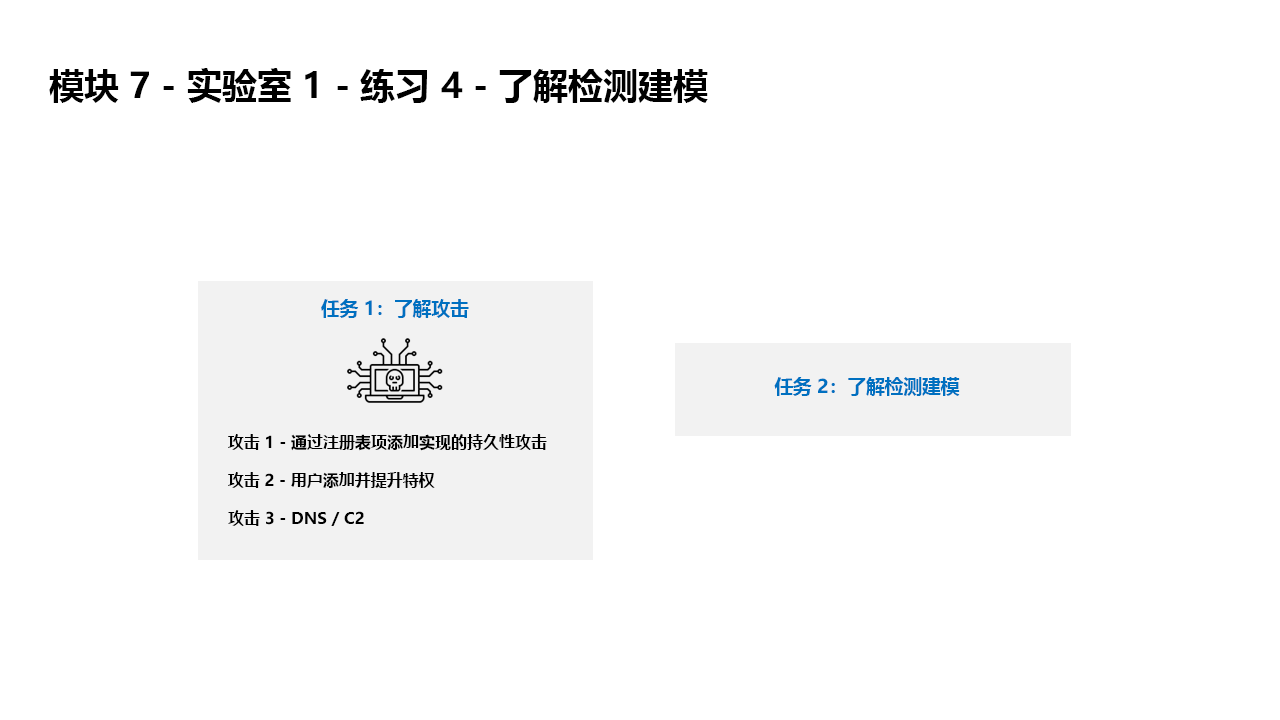 模块 7 - 实验室 1 - 练习 4 - 了解检测建模
任务 1：了解攻击
攻击 1 - 通过注册表项添加实现的持久性攻击
攻击 2 - 用户添加并提升特权
攻击 3 - DNS / C2
任务 2：了解检测建模